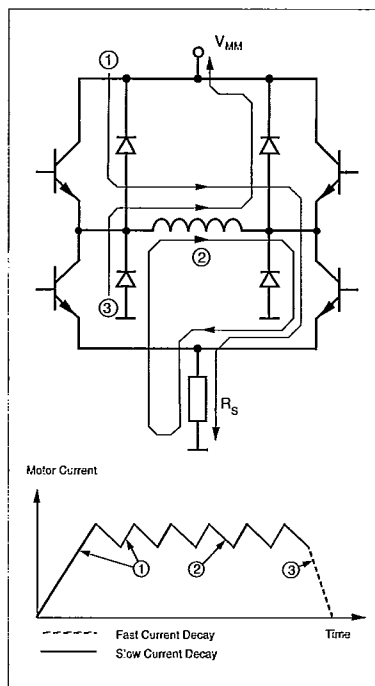 V_MM
①
②
③
R_S
Motor Current
① ② ③
Fast Current Decay
Time
Slow Current Decay